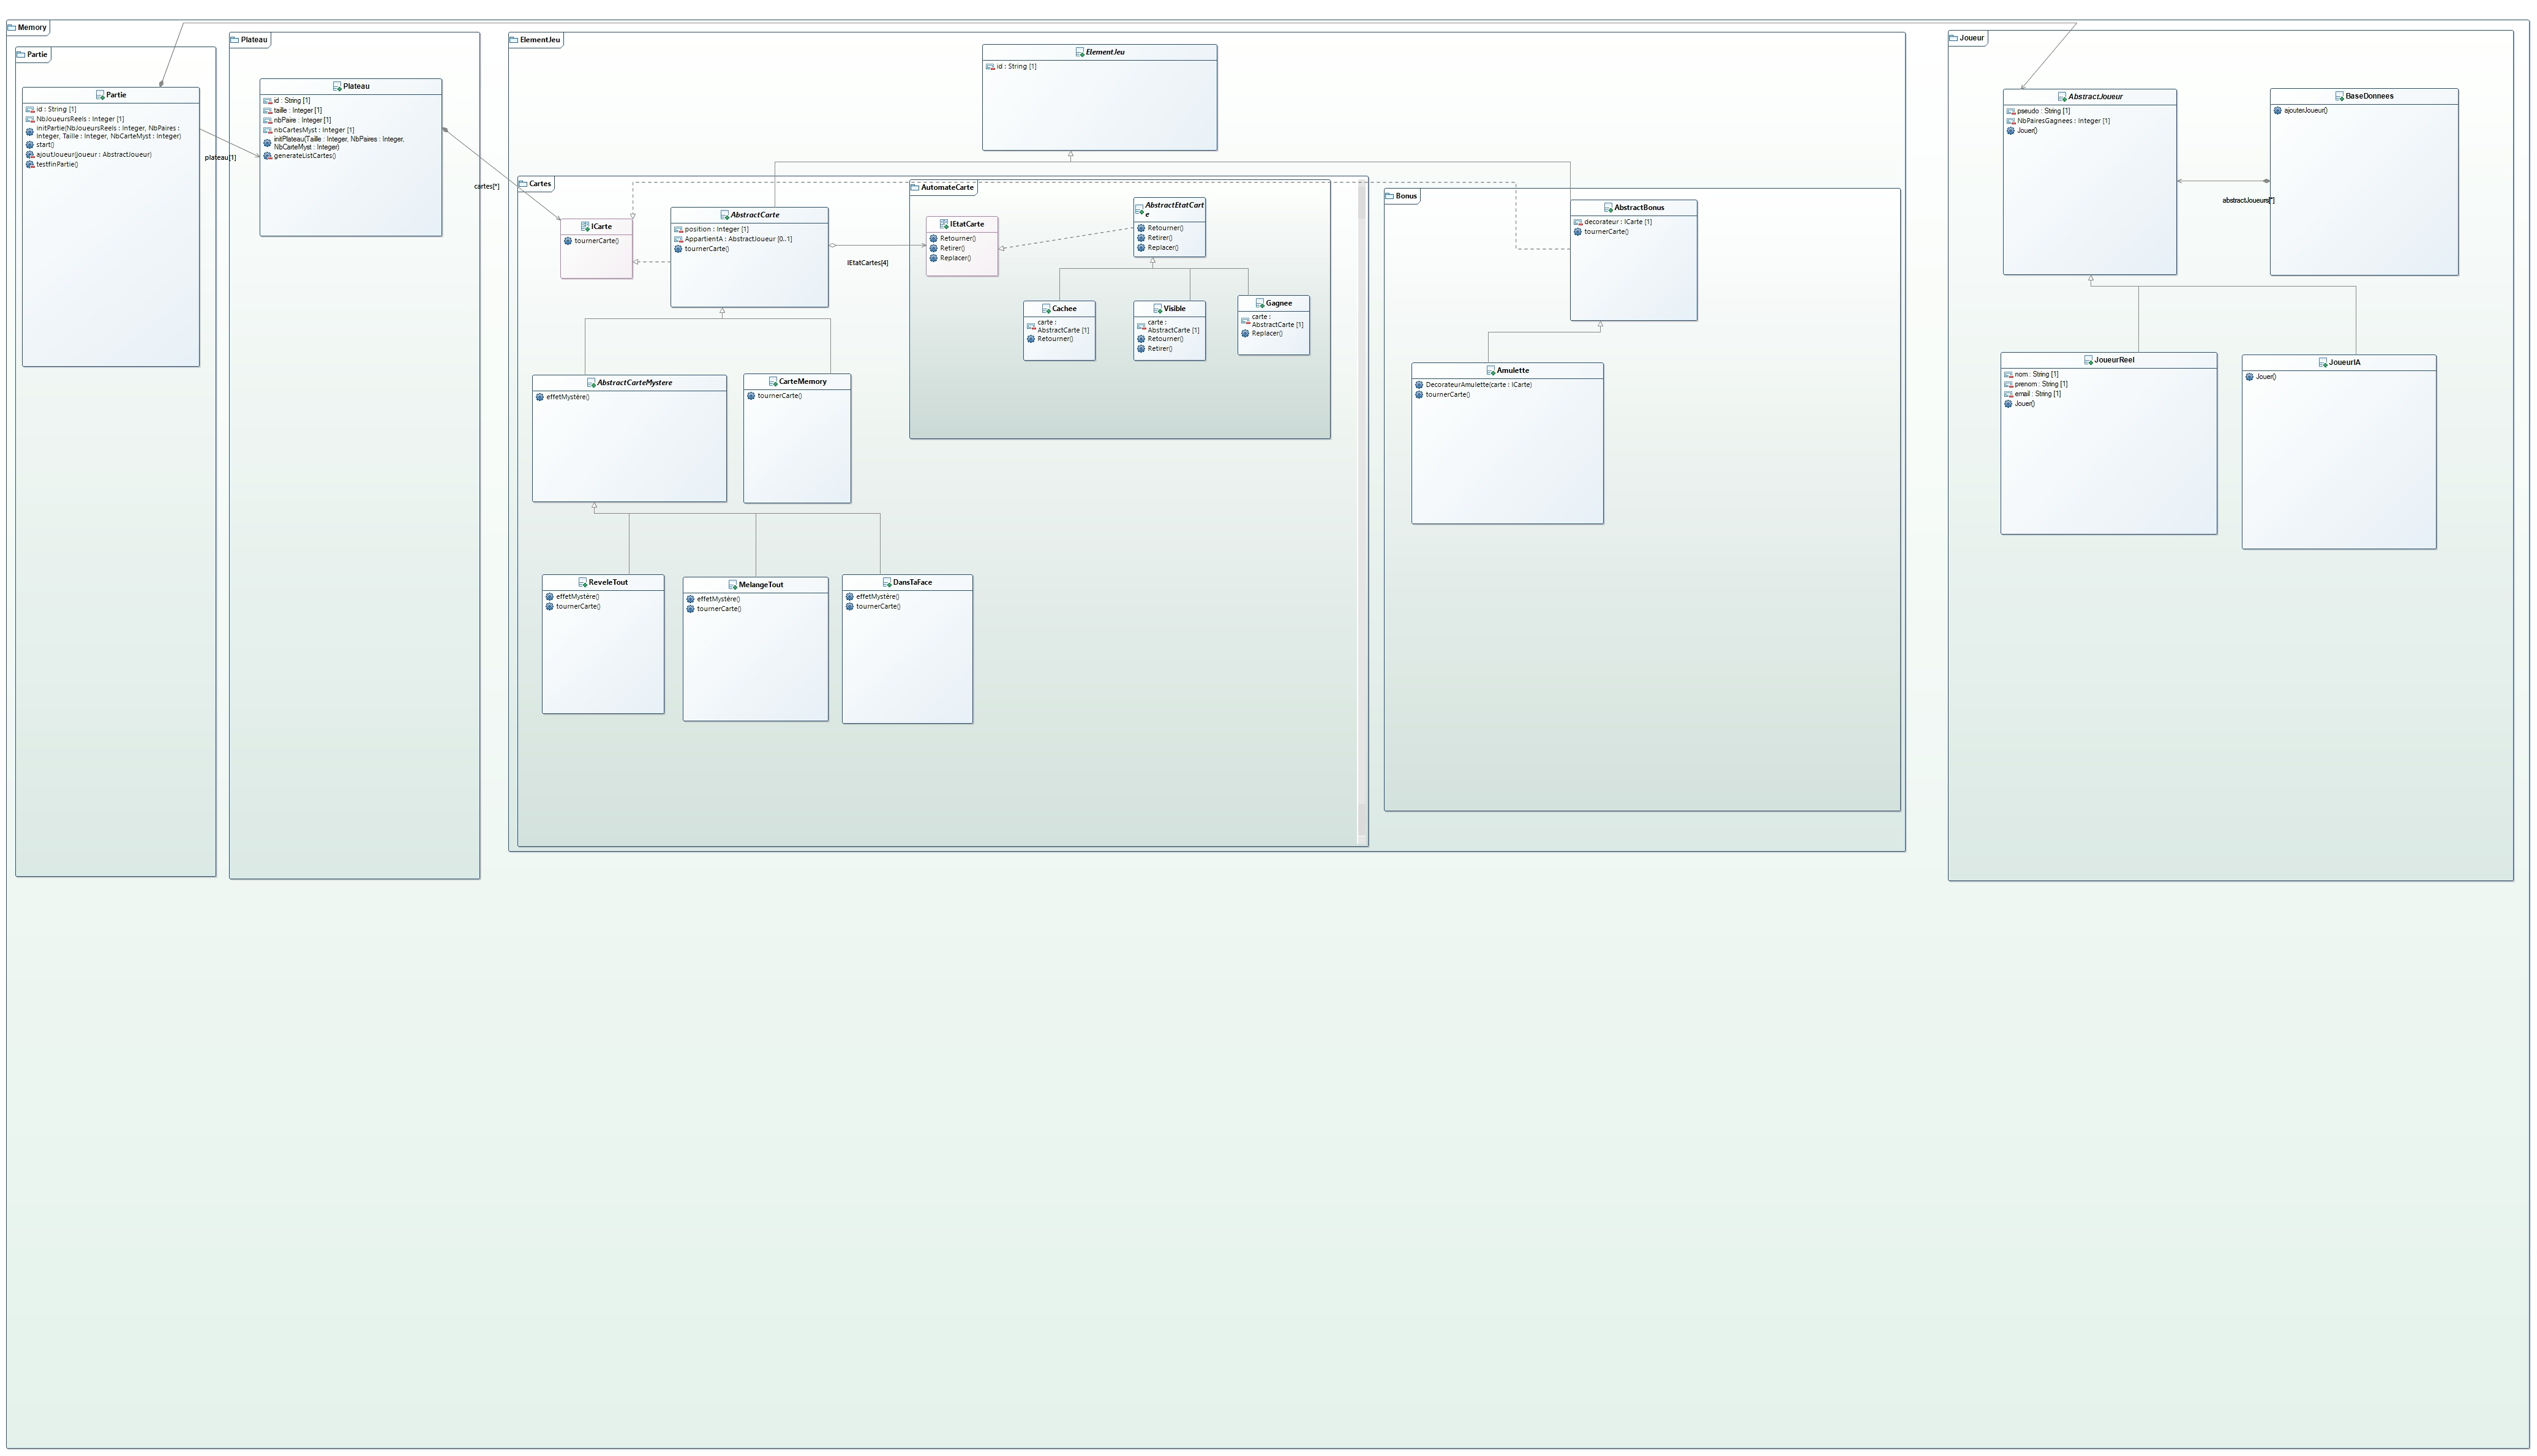 Memory
Partie
Partie
id : String [1]
NbJoueursReels : Integer [1]
initPartie(NbJoueursReels : Integer, NbPaires :
Integer, Taille : Integer, NbCarteMyst : Integer)
start()
ajoutJoueur(joueur : AbstractJoueur)
testfinPartie()
plateau[1]
Plateau
Plateau
id : String [1]
taille : Integer [1]
nbPaire : Integer [1]
nbCartesMyst : Integer [1]
initPlateau(Taille : Integer, NbPaires : Integer,
NbCarteMyst : Integer)
generateListCartes()
cartes[*]
ElementJeu
ElementJeu
id : String [1]
Cartes
ICarte
tournerCarte()
AbstractCarte
position : Integer [1]
AppartientA : AbstractJoueur [0..1]
tournerCarte()
IEtatCartes[4]
AutomateCarte
IEtatCarte
Retourner()
Retirer()
Replacer()
AbstractEtatCart
e
Retourner()
Retirer()
Replacer()
Cachee
carte :
AbstractCarte [1]
Retourner()
Visible
carte :
AbstractCarte [1]
Retourner()
Retirer()
Gagnee
carte :
AbstractCarte [1]
Replacer()
AbstractCarteMystere
effetMystère()
CarteMemory
tournerCarte()
ReveleTout
effetMystère()
tournerCarte()
MelangeTout
effetMystère()
tournerCarte()
DansTaFace
effetMystère()
tournerCarte()
Bonus
AbstractBonus
decorateur : ICarte [1]
tournerCarte()
Amulette
DecorateurAmulette(carte : ICarte)
tournerCarte()
Joueur
AbstractJoueur
pseudo : String [1]
NbPairesGagnees : Integer [1]
Jouer()
BaseDonnees
ajouterJoueur()
abstractJoueurs[*]
JoueurReel
nom : String [1]
prenom : String [1]
email : String [1]
Jouer()
JoueurIA
Jouer()